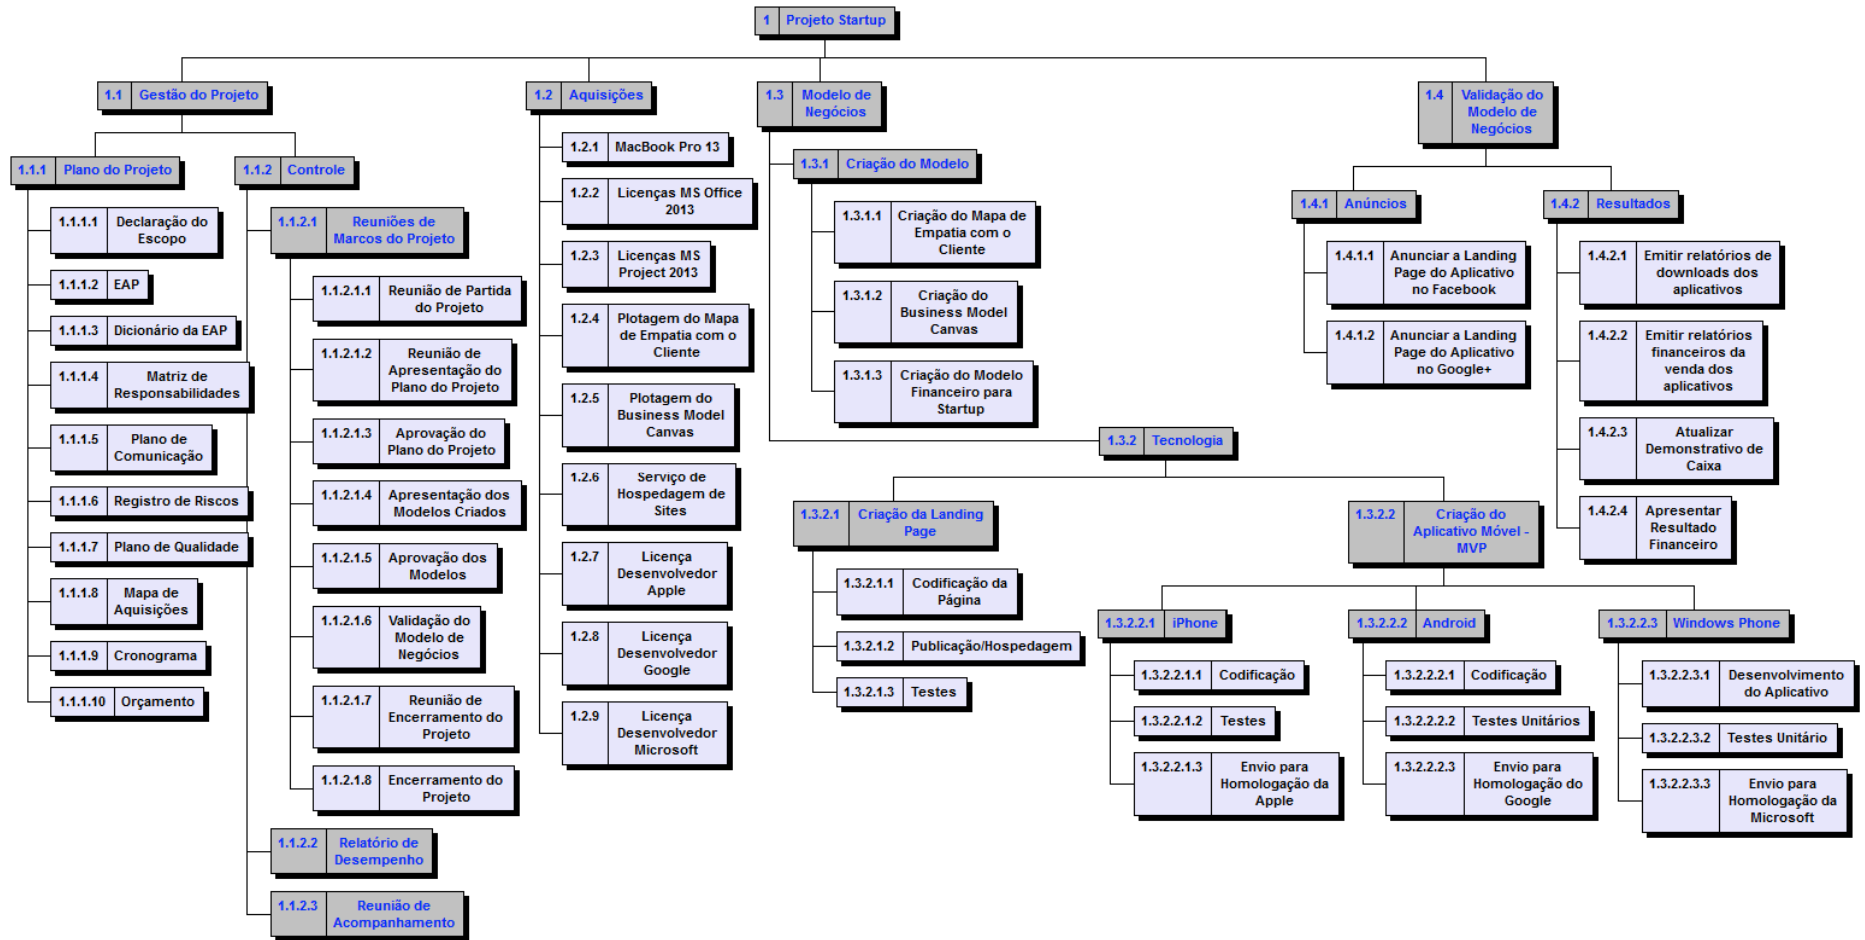 1 Projeto Startup
1.1 Gestão do Projeto
1.1.1 Plano do Projeto
1.1.1.1 Declaração do
Escopo
1.1.1.2 EAP
1.1.1.3 Dicionário da EAP
1.1.1.4 Matriz de
Responsabilidades
1.1.1.5 Plano de
Comunicação
1.1.1.6 Registro de Riscos
1.1.1.7 Plano de Qualidade
1.1.1.8 Mapa de
Aquisições
1.1.1.9 Cronograma
1.1.1.10 Orçamento
1.1.2 Controle
1.1.2.1 Reuniões de
Marcos do Projeto
1.1.2.1.1 Reunião de Partida
do Projeto
1.1.2.1.2 Reunião de
Apresentação do
Plano do Projeto
1.1.2.1.3 Aprovação do
Plano do Projeto
1.1.2.1.4 Apresentação dos
Modelos Criados
1.1.2.1.5 Aprovação dos
Modelos
1.1.2.1.6 Validação do
Modelo de
Negócios
1.1.2.1.7 Reunião de
Encerramento do
Projeto
1.1.2.1.8 Encerramento do
Projeto
1.1.2.2 Relatório de
Desempenho
1.1.2.3 Reunião de
Acompanhamento
1.2 Aquisições
1.2.1 MacBook Pro 13
1.2.2 Licenças MS Office
2013
1.2.3 Licenças MS
Project 2013
1.2.4 Plotagem do Mapa
de Empatia com o
Cliente
1.2.5 Plotagem do
Business Model
Canvas
1.2.6 Serviço de
Hospedagem de
Sites
1.2.7 Licença
Desenvolvedor
Apple
1.2.8 Licença
Desenvolvedor
Google
1.2.9 Licença
Desenvolvedor
Microsoft
1.3 Modelo de
Negócios
1.3.1 Criação do Modelo
1.3.1.1 Criação do Mapa de
Empatia com o
Cliente
1.3.1.2 Criação do
Business Model
Canvas
1.3.1.3 Criação do Modelo
Financeiro para
Startup
1.3.2 Tecnologia
1.3.2.1 Criação da Landing
Page
1.3.2.1.1 Codificação da
Página
1.3.2.1.2 Publicação/Hospedagem
1.3.2.1.3 Testes
1.3.2.2 Criação do
Aplicativo Móvel -
MVP
1.3.2.2.1 iPhone
1.3.2.2.1.1 Codificação
1.3.2.2.1.2 Testes
1.3.2.2.1.3 Envio para
Homologação da
Apple
1.3.2.2.2 Android
1.3.2.2.2.1 Codificação
1.3.2.2.2.2 Testes Unitários
1.3.2.2.2.3 Envio para
Homologação do
Google
1.3.2.2.3 Windows Phone
1.3.2.2.3.1 Desenvolvimento
do Aplicativo
1.3.2.2.3.2 Testes Unitário
1.3.2.2.3.3 Envio para
Homologação da
Microsoft
1.4 Validação do
Modelo de
Negócios
1.4.1 Anúncios
1.4.1.1 Anunciar a Landing
Page do Aplicativo
no Facebook
1.4.1.2 Anunciar a Landing
Page do Aplicativo
no Google+
1.4.2 Resultados
1.4.2.1 Emitir relatórios de
downloads dos
aplicativos
1.4.2.2 Emitir relatórios
financeiros da
venda dos
aplicativos
1.4.2.3 Atualizar
Demonstrativo de
Caixa
1.4.2.4 Apresentar
Resultado
Financeiro